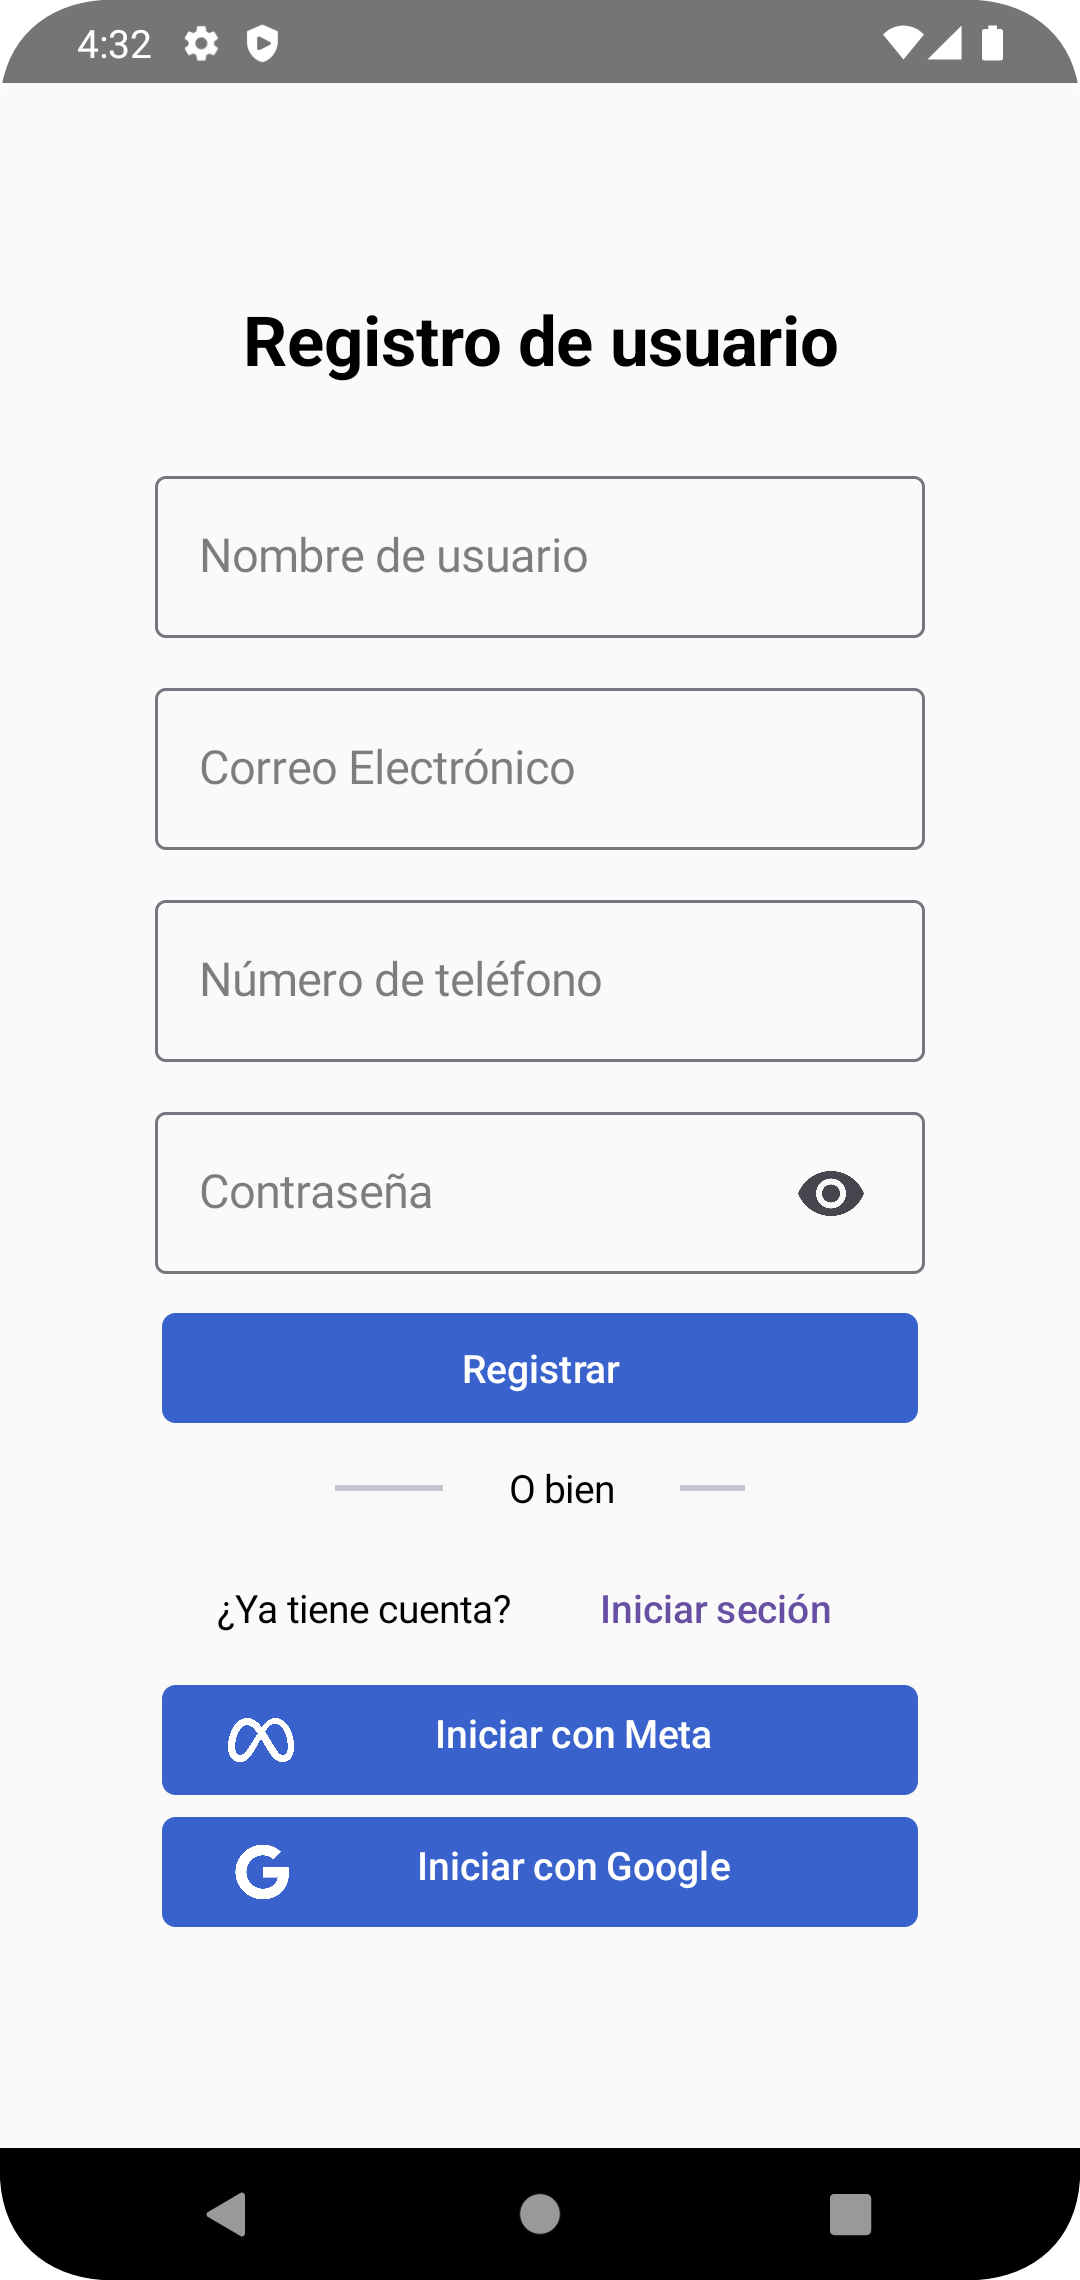 4:32
Registro de usuario
Nombre de usuario
Correo Electrónico
Número de teléfono
Contraseña
Registrar
O bien
¿Ya tiene cuenta? Iniciar seción
Iniciar con Meta
Iniciar con Google